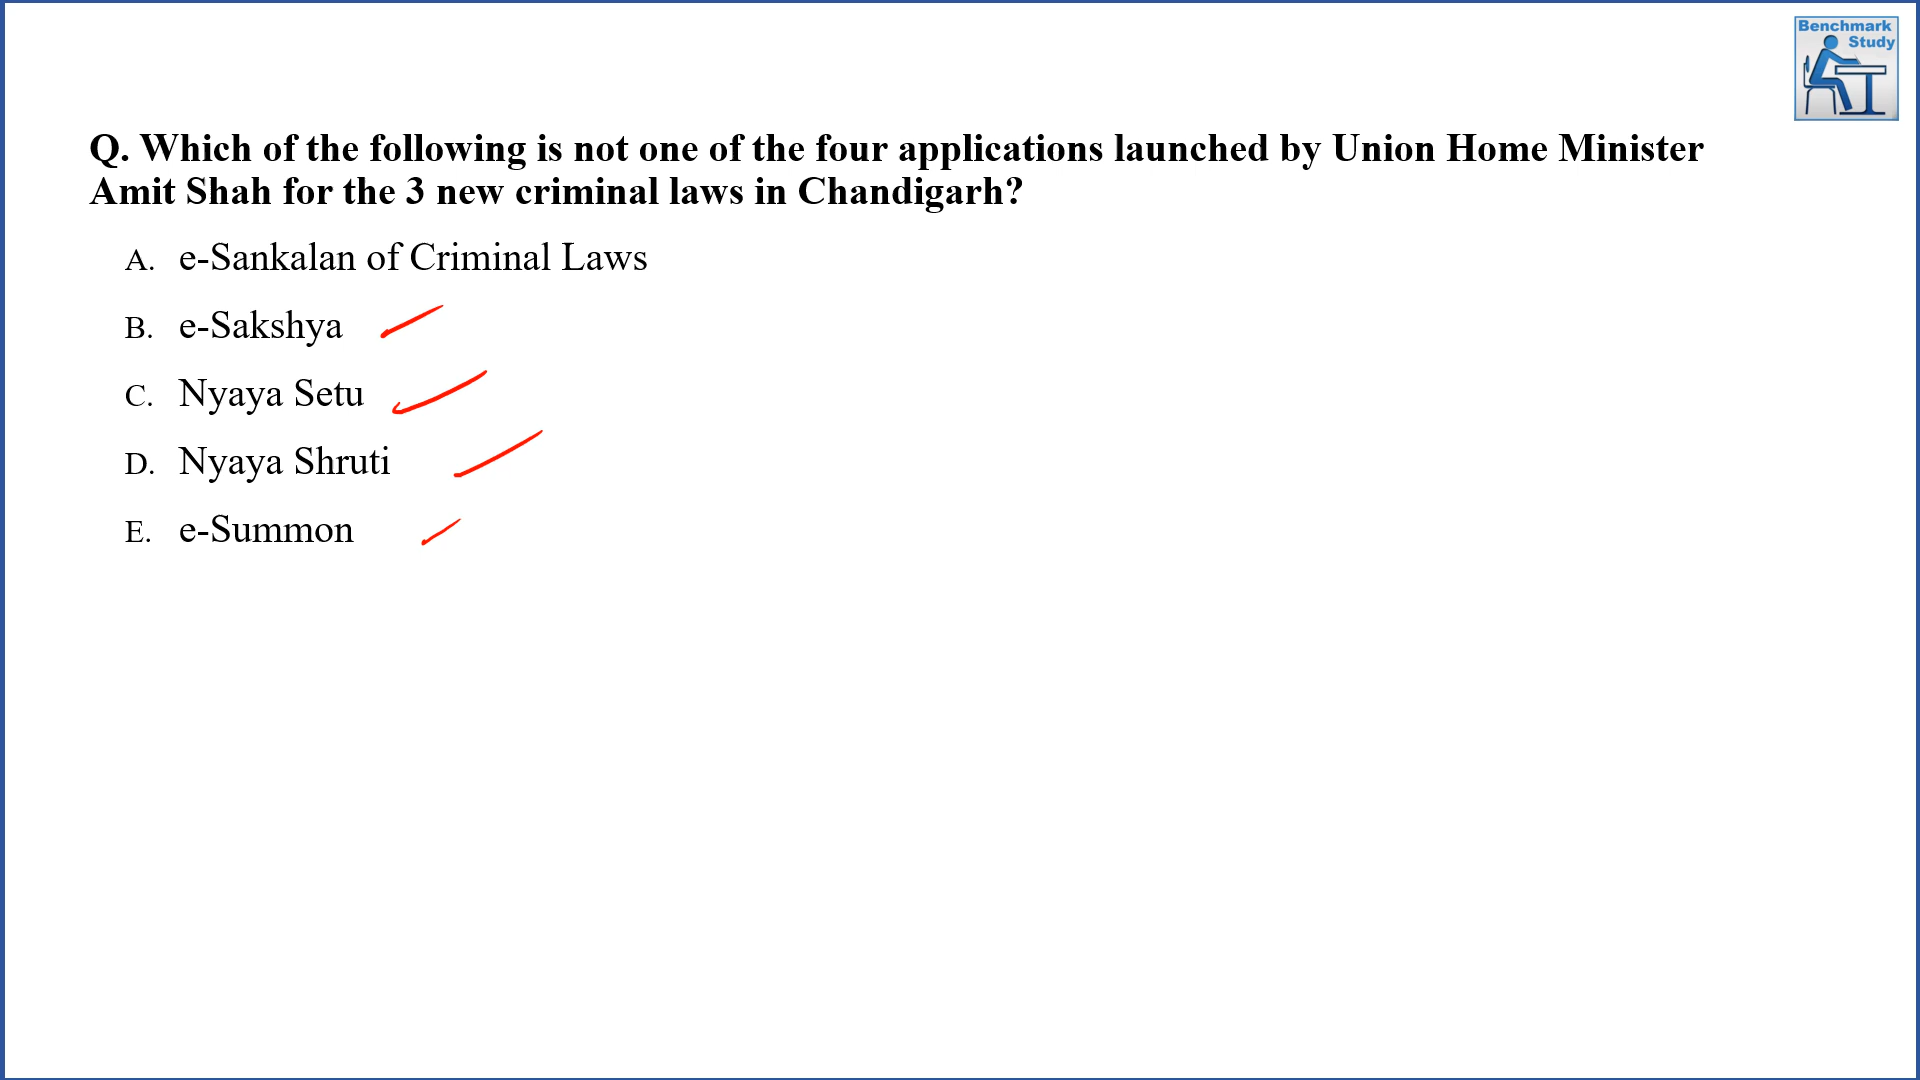 Benchmark
Study
Q. Which of the following is not one of the four applications launched by Union Home Minister
Amit Shah for the 3 new criminal laws in Chandigarh?
A. e-Sankalan of Criminal Laws
B. e-Sakshya
C. Nyaya Setu
D. Nyaya Shruti
E. e-Summon